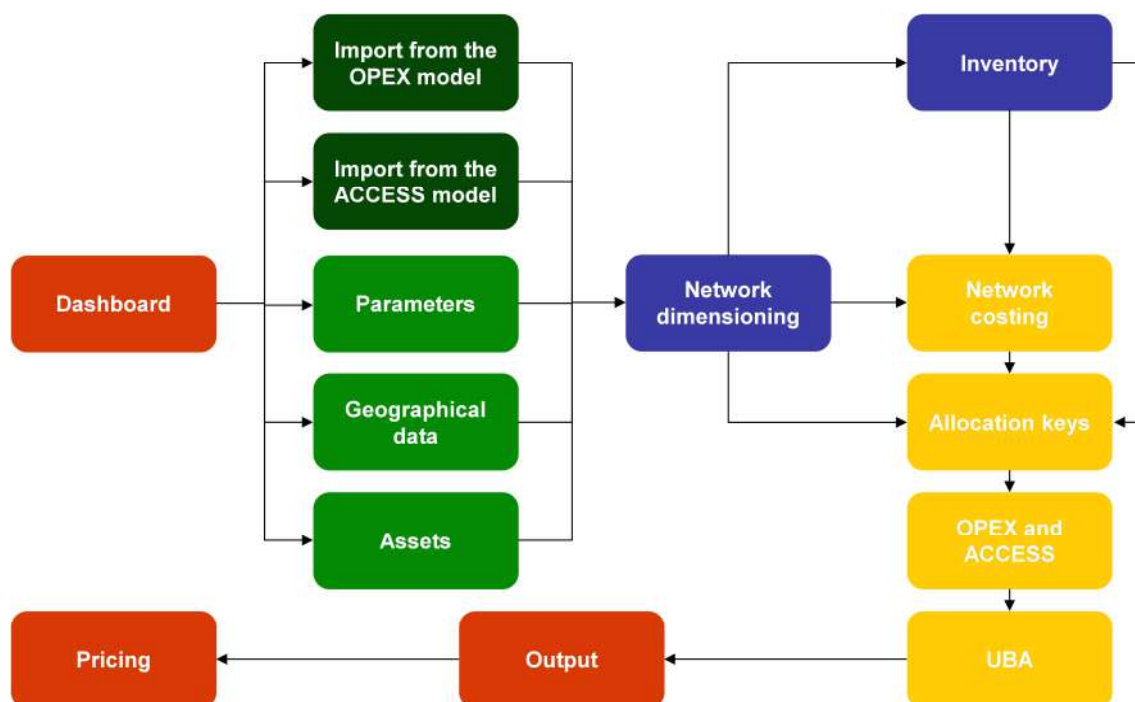 Import from the
OPEX model
Inventory
Import from the
ACCESS model
Dashboard
Parameters
Network
dimensioning
Network
costing
Geographical
data
Allocation keys
Assets
OPEX and
ACCESS
Pricing
Output
UBA